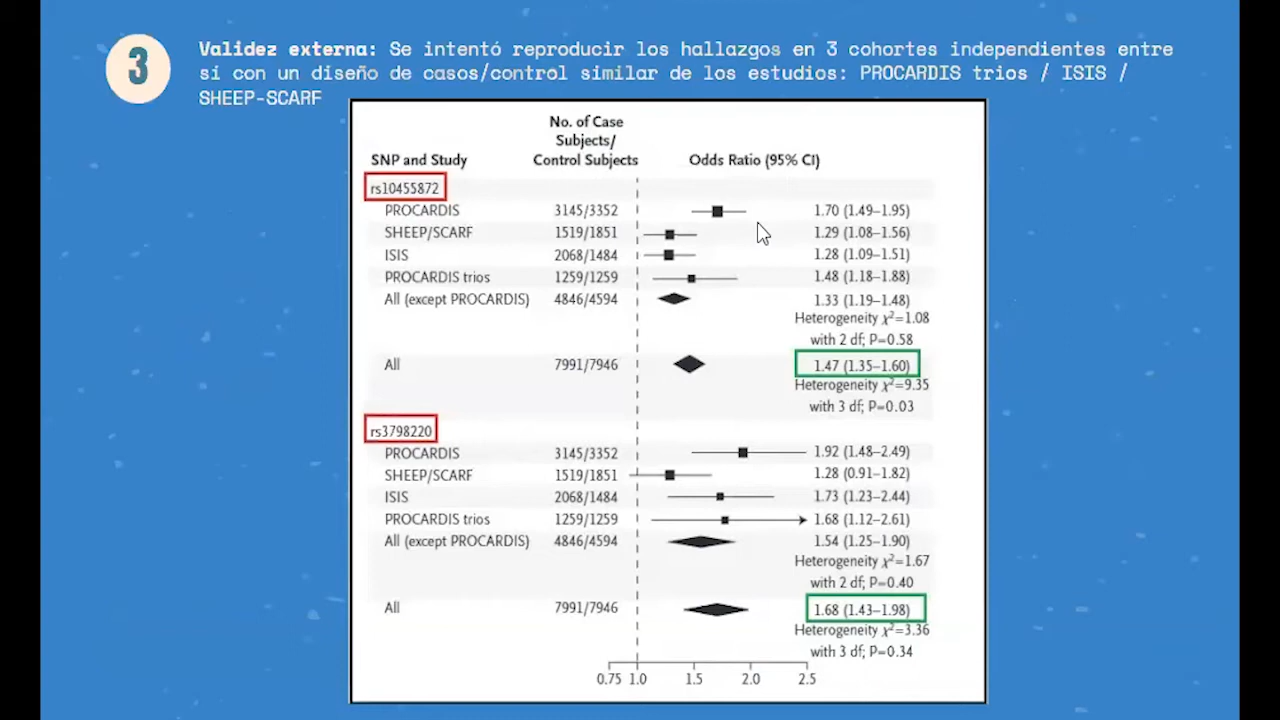 3
Validez externa: Se intentó reproducir los hallazgos en 3 cohortes independientes entre
sí con un diseño de casos/control similar de los estudios: PROCARDIS trios / ISIS /
SHEEP-SCARF
No. of Case
Subjects/
SNP and Study Control Subjects Odds Ratio (95% CI)
rs10455872
PROCARDIS 3145/3352 1.70 (1.49–1.95)
SHEEP/SCARF 1519/1851 1.29 (1.08–1.56)
ISIS 2068/1484 1.28 (1.09–1.51)
PROCARDIS trios 1259/1259 1.48 (1.18–1.88)
All (except PROCARDIS) 4846/4594 1.33 (1.19–1.48)
Heterogeneity χ²=1.08
with 2 df; P=0.58
All 7991/7946 1.47 (1.35–1.60)
Heterogeneity χ²=9.35
with 3 df; P=0.03
rs3798220
PROCARDIS 3145/3352 1.92 (1.48–2.49)
SHEEP/SCARF 1519/1851 1.28 (0.91–1.82)
ISIS 2068/1484 1.73 (1.23–2.44)
PROCARDIS trios 1259/1259 1.68 (1.12–2.61)
All (except PROCARDIS) 4846/4594 1.54 (1.25–1.90)
Heterogeneity χ²=1.67
with 2 df; P=0.40
All 7991/7946 1.68 (1.43–1.98)
Heterogeneity χ²=3.36
with 3 df; P=0.34
0.75 1.0 1.5 2.0 2.5